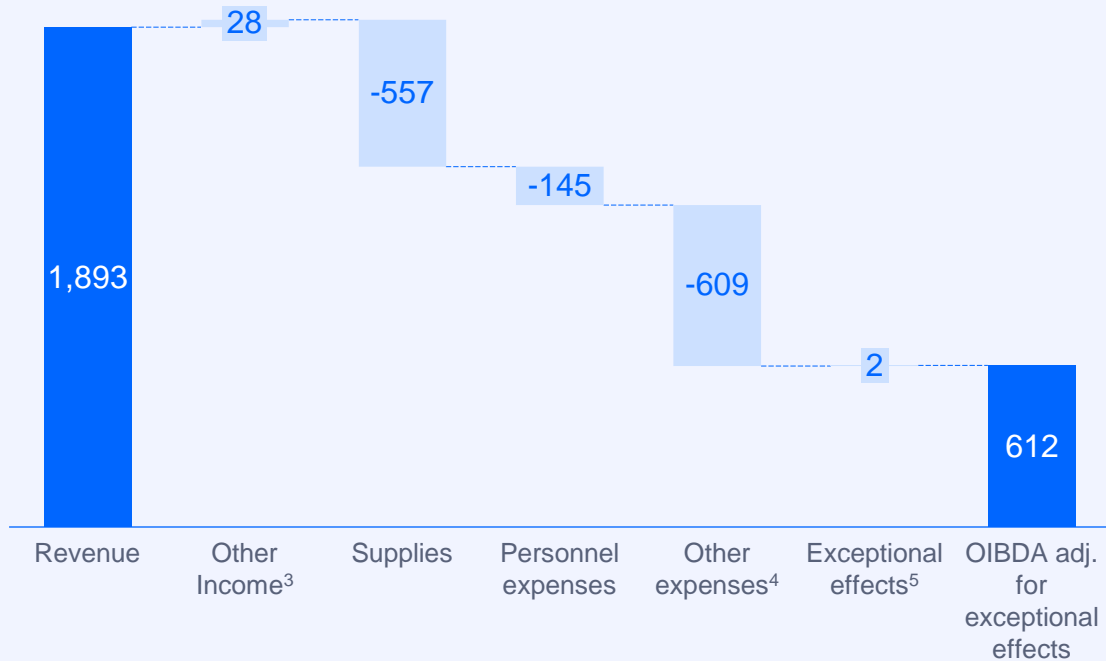 28
-557
-145
1,893
-609
2
612
Revenue
Other
Income³
Supplies
Personnel
expenses
Other
expenses⁴
Exceptional
effects⁵
OIBDA adj.
for
exceptional
effects